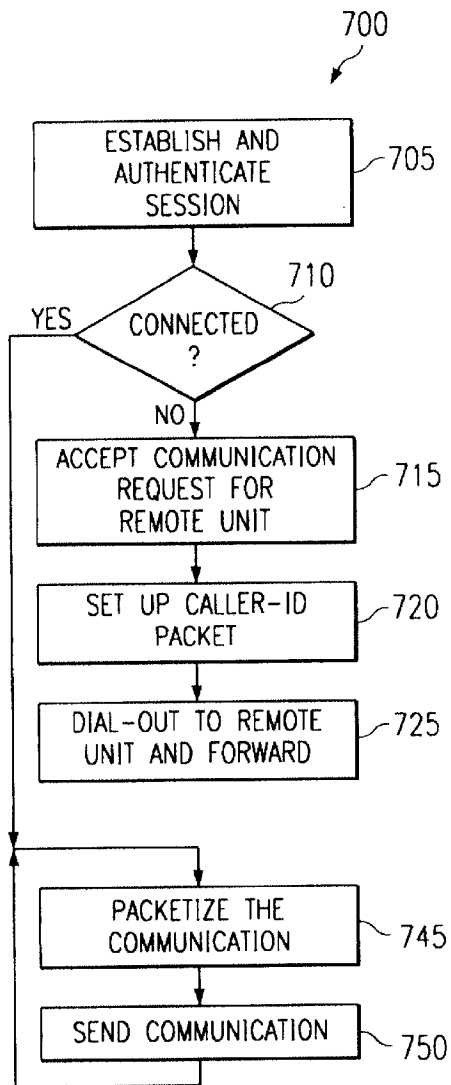 700
ESTABLISH AND
AUTHENTICATE
SESSION
705
710
YES
CONNECTED
?
NO
ACCEPT COMMUNICATION
REQUEST FOR
REMOTE UNIT
715
SET UP CALLER-ID
PACKET
720
DIAL-OUT TO REMOTE
UNIT AND FORWARD
725
PACKETIZE THE
COMMUNICATION
745
SEND COMMUNICATION
750